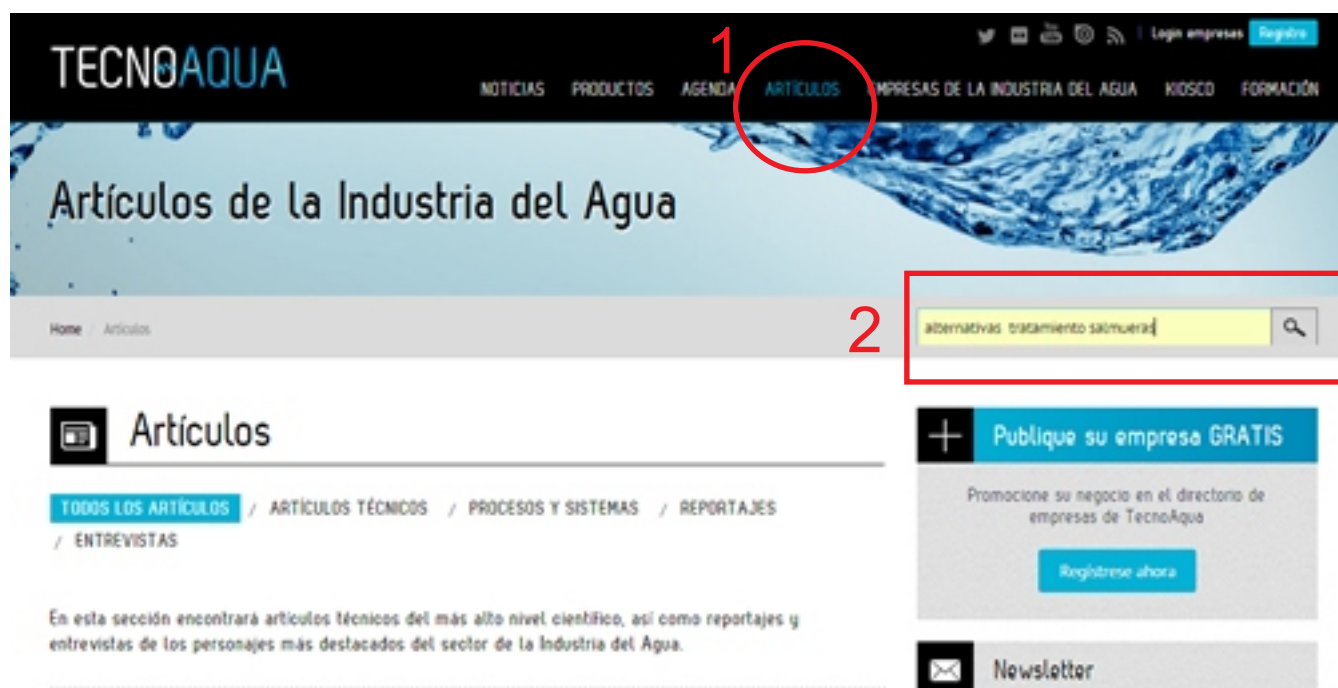 TECNOAQUA
1
Login empresas Registro
NOTICIAS PRODUCTOS AGENDA ARTÍCULOS EMPRESAS DE LA INDUSTRIA DEL AGUA KIOSCO FORMACIÓN
Artículos de la Industria del Agua
Home / Artículos
2
alternativas tratamiento salmueras
Artículos
TODOS LOS ARTÍCULOS / ARTÍCULOS TÉCNICOS / PROCESOS Y SISTEMAS / REPORTAJES
/ ENTREVISTAS
En esta sección encontrará artículos técnicos del más alto nivel científico, así como reportajes y
entrevistas de los personajes más destacados del sector de la Industria del Agua.
Publique su empresa GRATIS
Promocione su negocio en el directorio de
empresas de TecnoAqua
Regístrese ahora
Newsletter